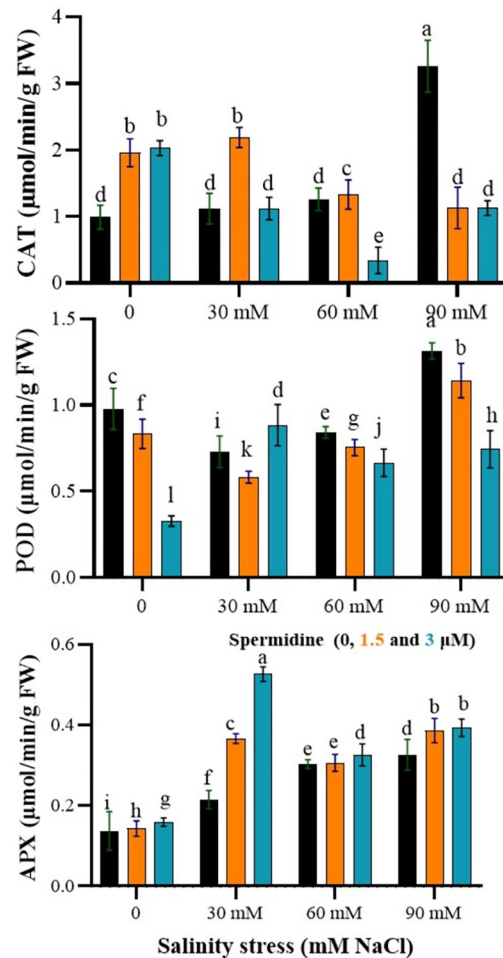 CAT (µmol/min/g FW)
4
3
2
1
0
d b b
d b d
d c e
a d d
0 30 mM 60 mM 90 mM
POD (µmol/min/g FW)
1.5
1.0
0.5
0.0
c f l
i k d
e g j
a b h
0 30 mM 60 mM 90 mM
Spermidine (0, 1.5 and 3 µM)
APX (µmol/min/g FW)
0.6
0.4
0.2
0.0
i h g
f c a
e e d
d b b
0 30 mM 60 mM 90 mM
Salinity stress (mM NaCl)